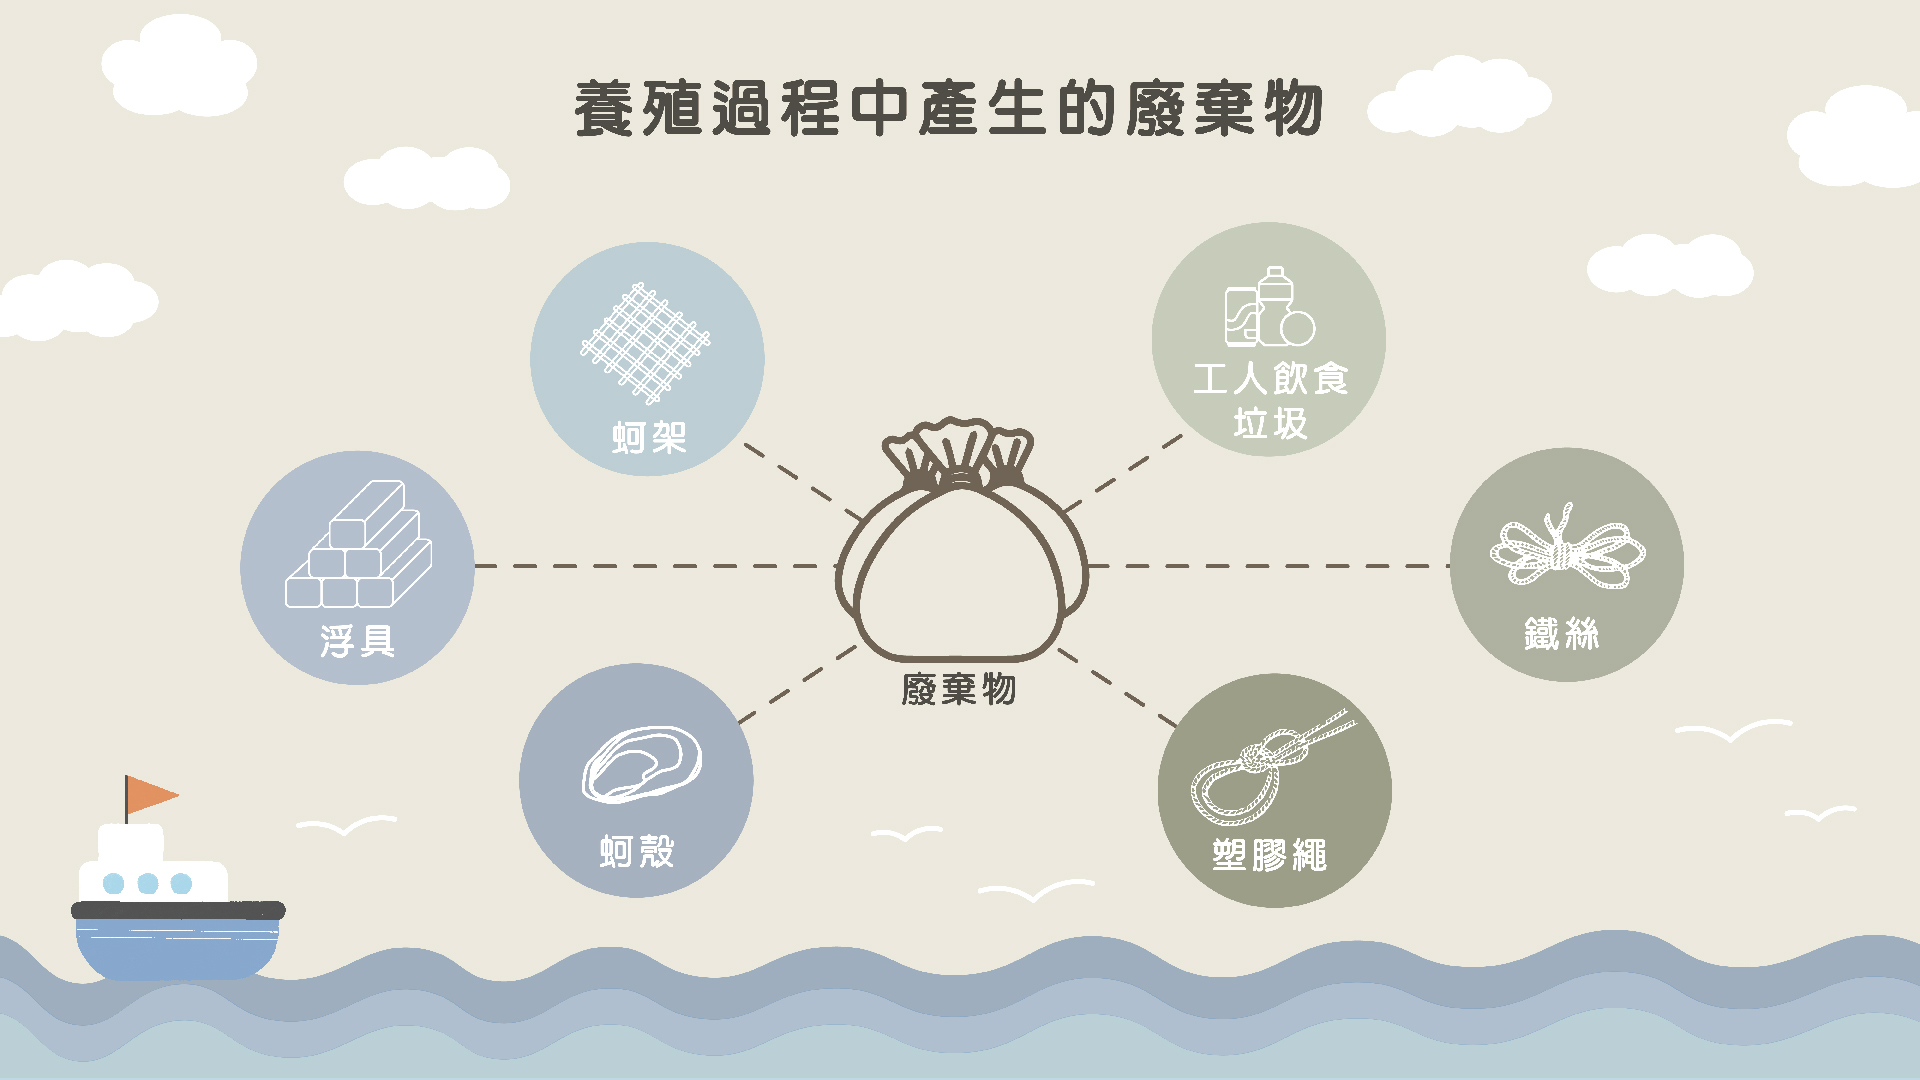 養殖過程中產生的廢棄物
蚵架
工人飲食
垃圾
浮具
鐵絲
廢棄物
蚵殼
塑膠繩